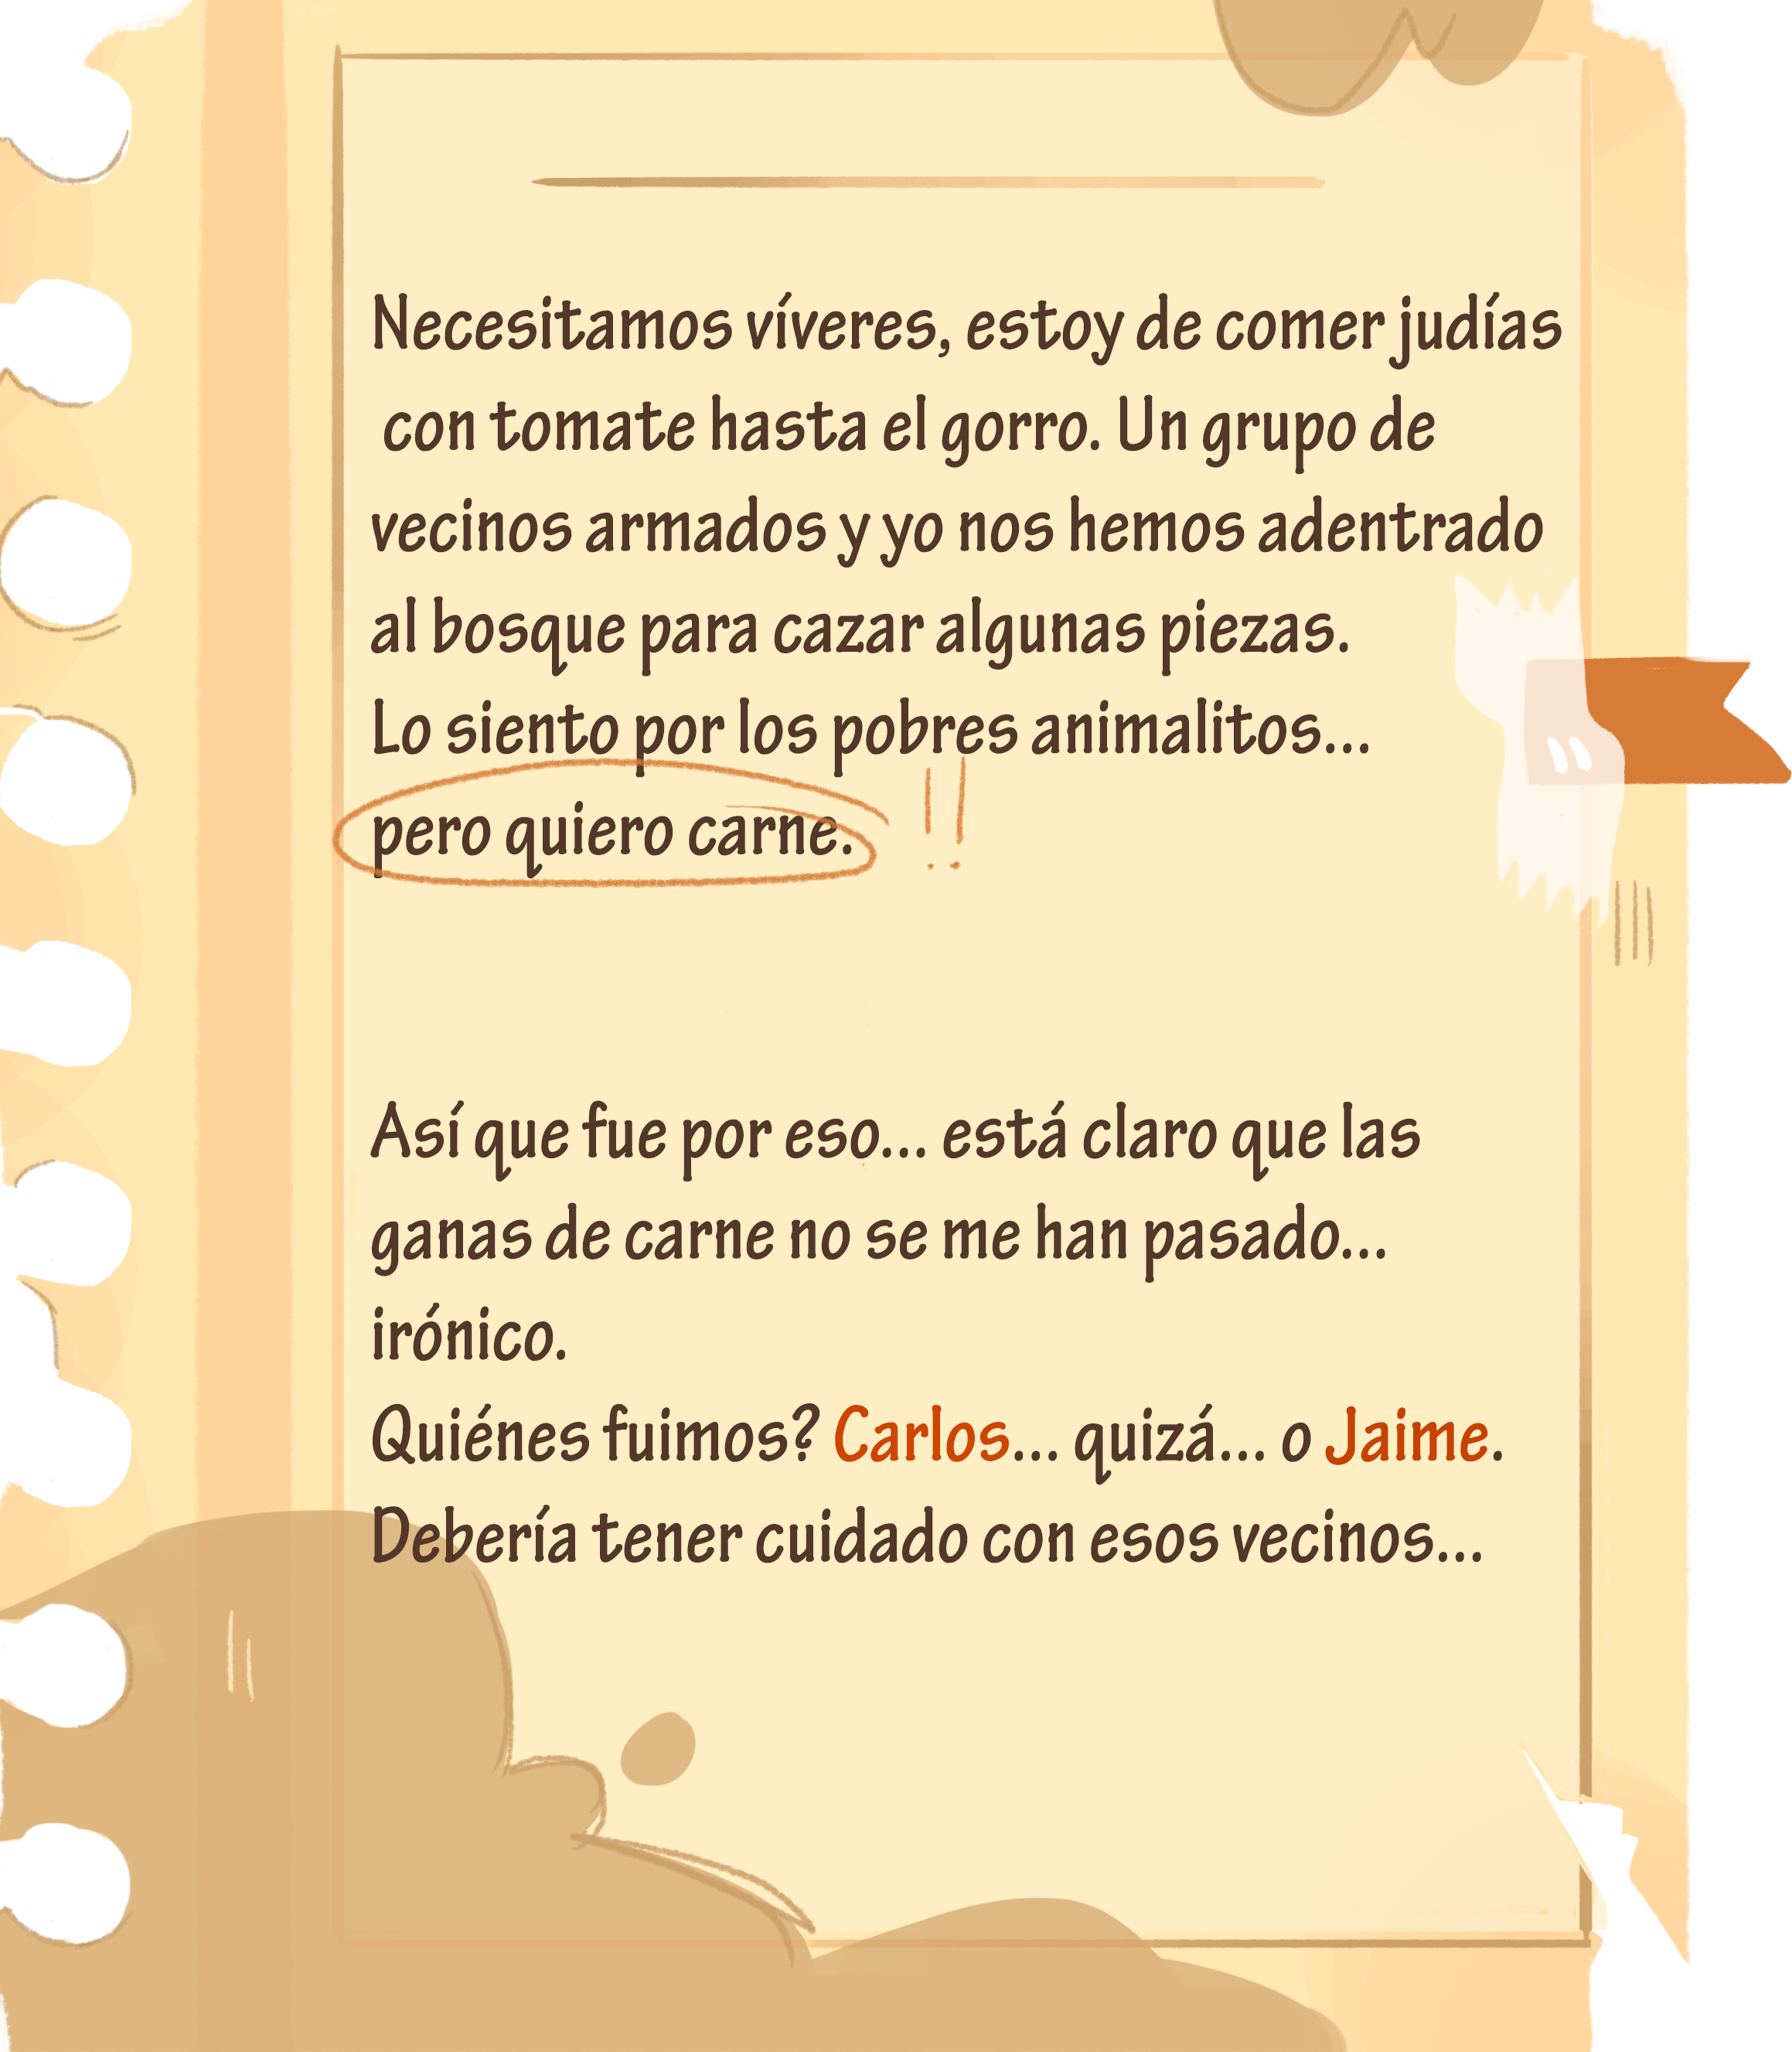 Necesitamos víveres, estoy de comer judías
con tomate hasta el gorro. Un grupo de
vecinos armados y yo nos hemos adentrado
al bosque para cazar algunas piezas.
Lo siento por los pobres animalitos...
pero quiero carne. !!
Así que fue por eso... está claro que las
ganas de carne no se me han pasado...
irónico.
Quiénes fuimos? Carlos... quizá... o Jaime.
Debería tener cuidado con esos vecinos...